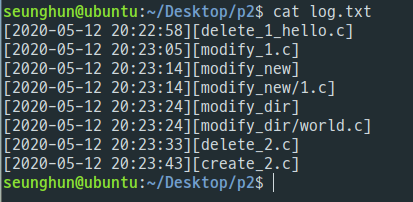 seunghun@ubuntu:~/Desktop/p2$ cat log.txt
[2020-05-12 20:22:58][delete_1_hello.c]
[2020-05-12 20:23:05][modify_1.c]
[2020-05-12 20:23:14][modify_new]
[2020-05-12 20:23:14][modify_new/1.c]
[2020-05-12 20:23:24][modify_dir]
[2020-05-12 20:23:24][modify_dir/world.c]
[2020-05-12 20:23:33][delete_2.c]
[2020-05-12 20:23:43][create_2.c]
seunghun@ubuntu:~/Desktop/p2$